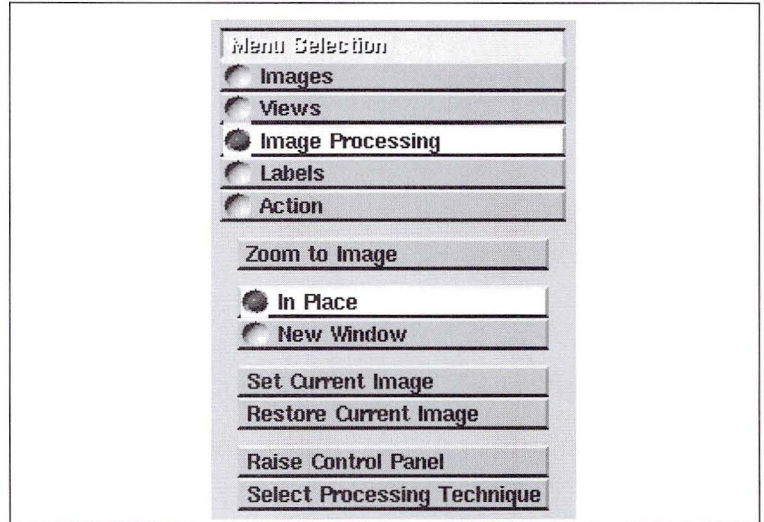 Menu Selection
Images
Views
Image Processing
Labels
Action
Zoom to Image
In Place
New Window
Set Current Image
Restore Current Image
Raise Control Panel
Select Processing Technique